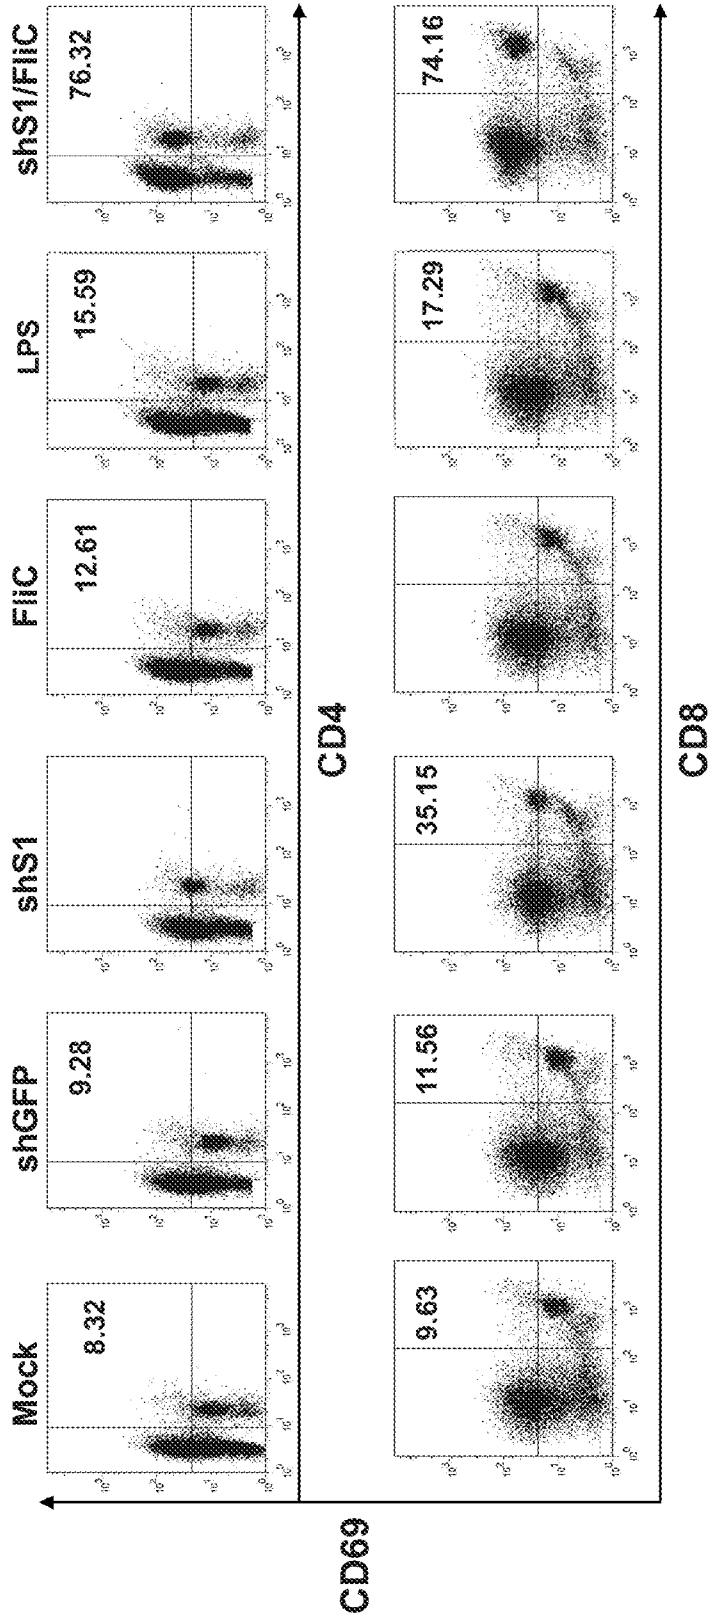 Mock shGFP shS1 FliC LPS shS1/FliC
8.32 9.28 12.61 15.59 76.32
CD4
CD69
9.63 11.56 35.15 17.29 74.16
CD8